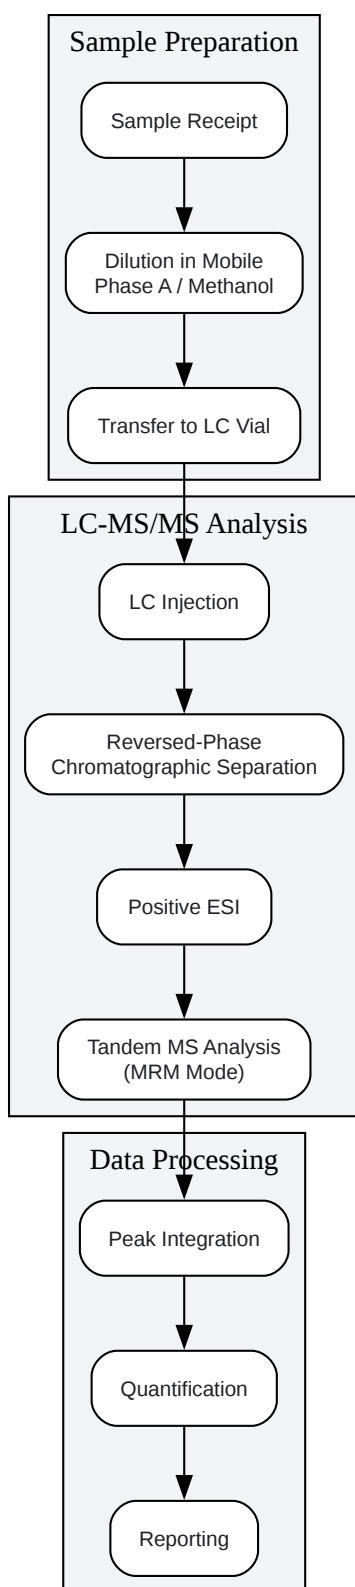 Sample Preparation
Sample Receipt
Dilution in Mobile
Phase A / Methanol
Transfer to LC Vial
LC-MS/MS Analysis
LC Injection
Reversed-Phase
Chromatographic Separation
Positive ESI
Tandem MS Analysis
(MRM Mode)
Data Processing
Peak Integration
Quantification
Reporting